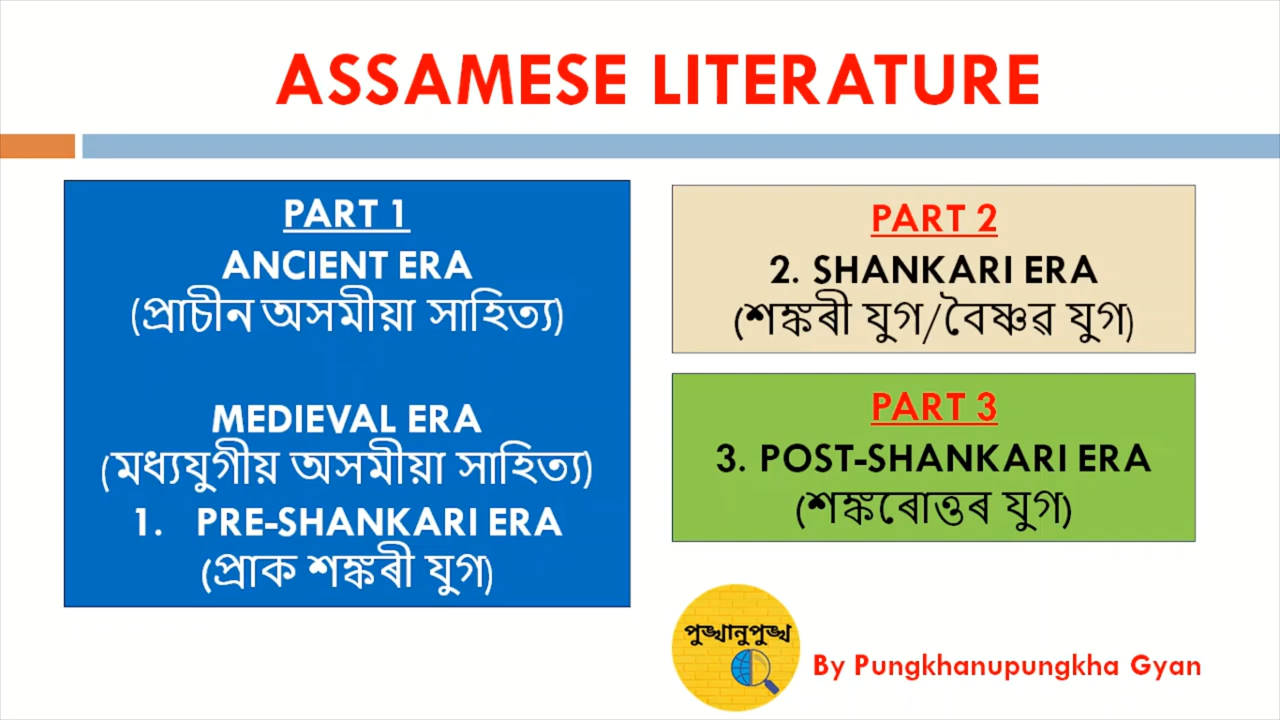 ASSAMESE LITERATURE
PART 1
ANCIENT ERA
(প্ৰাচীন অসমীয়া সাহিত্য)
MEDIEVAL ERA
(মধ্যযুগীয় অসমীয়া সাহিত্য)
1. PRE-SHANKARI ERA
(প্ৰাক শঙ্কৰী যুগ)
PART 2
2. SHANKARI ERA
(শঙ্কৰী যুগ/বৈষ্ণৱ যুগ)
PART 3
3. POST-SHANKARI ERA
(শঙ্কৰোত্তৰ যুগ)
পুঙ্খানুপুঙ্খ
By Pungkhanupungkha Gyan